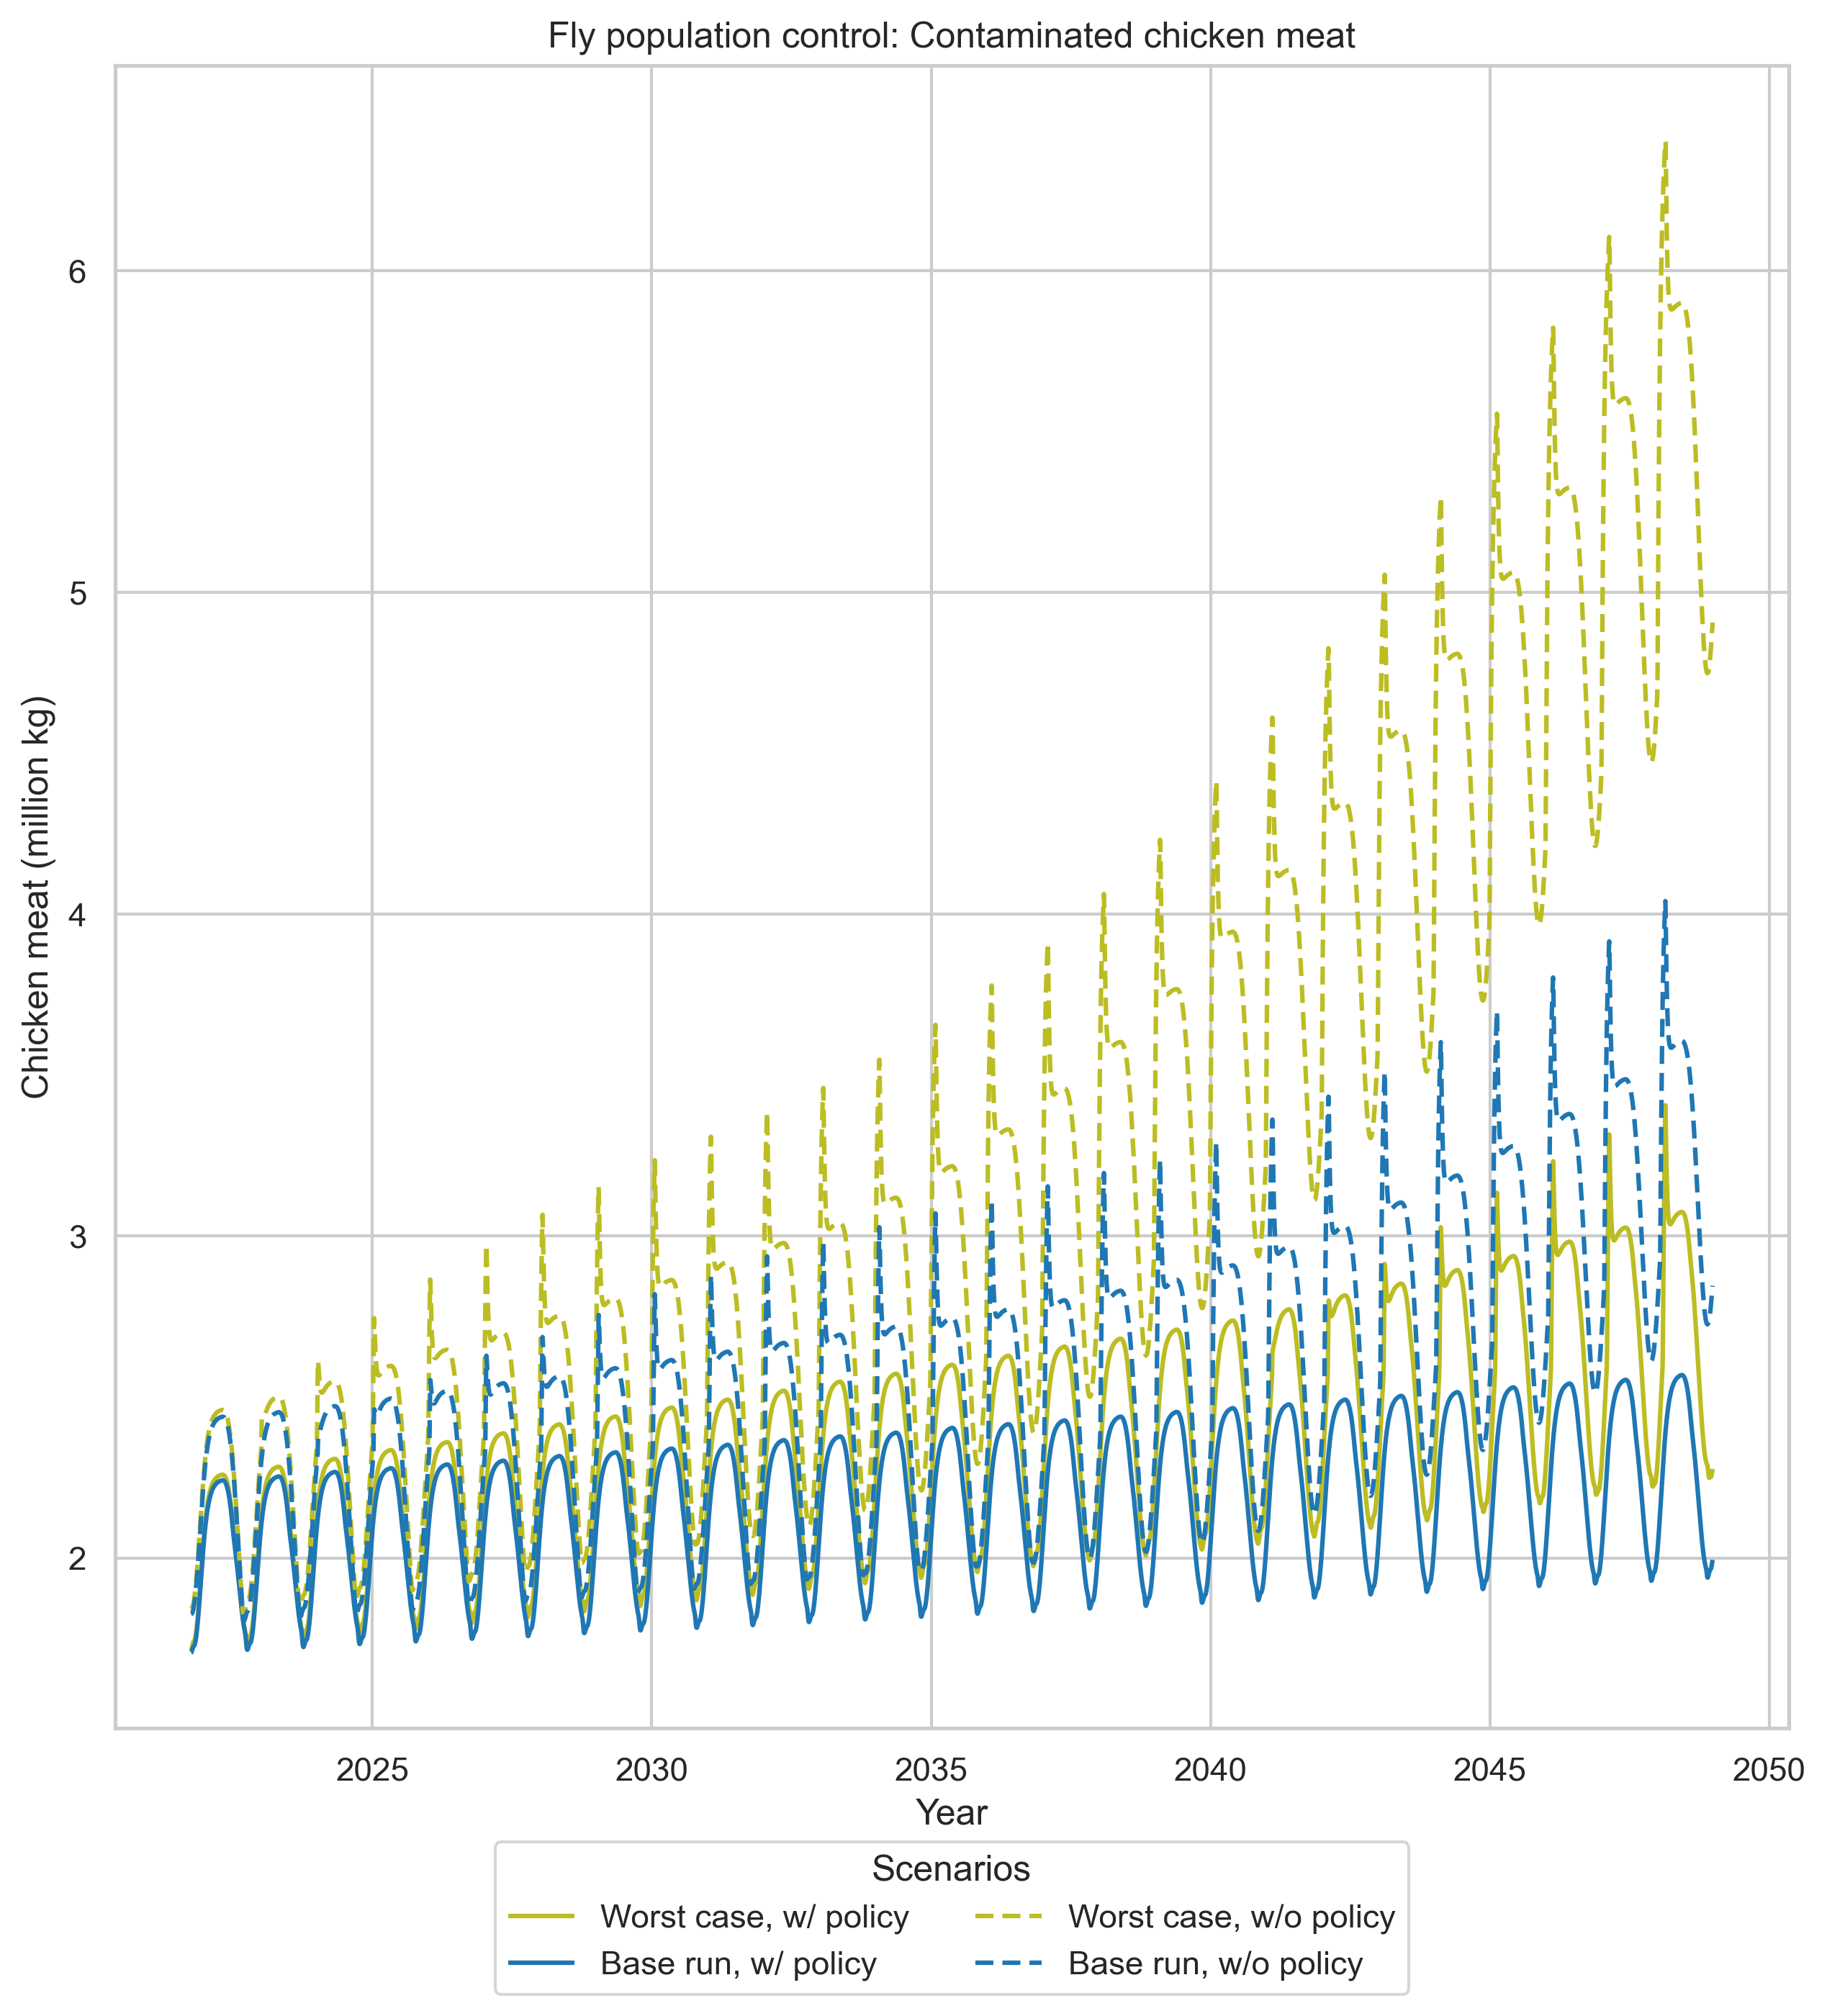 Fly population control: Contaminated chicken meat
Chicken meat (million kg)
6
5
4
3
2
2025 2030 2035 2040 2045 2050
Year
Scenarios
Worst case, w/ policy Worst case, w/o policy
Base run, w/ policy Base run, w/o policy